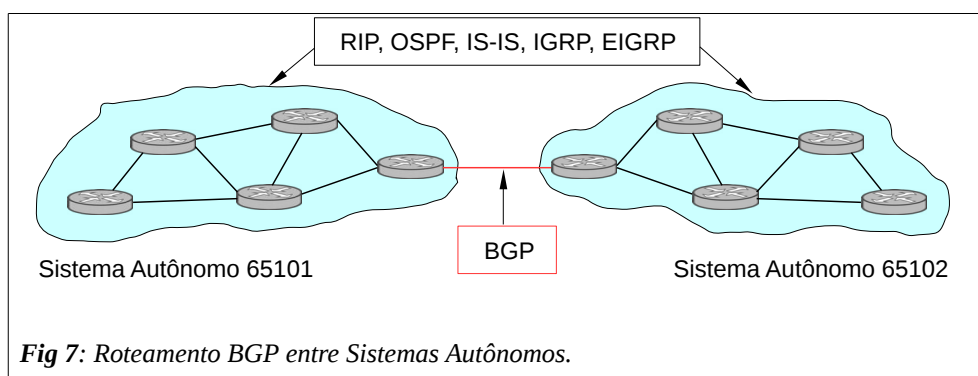 RIP, OSPF, IS-IS, IGRP, EIGRP
BGP
Sistema Autônomo 65101
Sistema Autônomo 65102
Fig 7: Roteamento BGP entre Sistemas Autônomos.